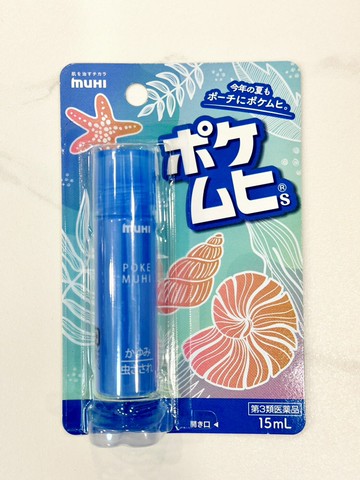 肌を治すチカラ
muHI
今年の夏も
ポーチにポケムヒ。
ポケ
ムヒ®s
muHI
POKE
MUHI
かゆみ
虫さされ
第3類医薬品
開き口
15mL